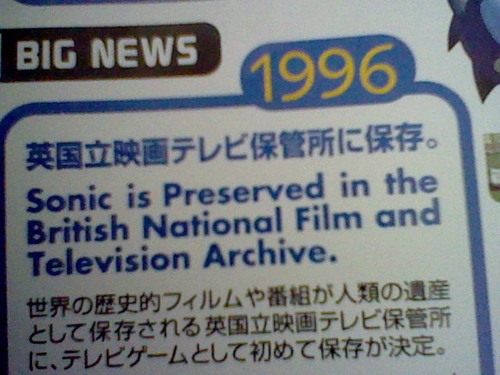 BIG NEWS
1996
英国立映画テレビ保管所に保存。
Sonic is Preserved in the
British National Film and
Television Archive.
世界の歴史的フィルムや番組が人類の遺産
として保存される英国立映画テレビ保管所
に、テレビゲームとして初めて保存が決定。